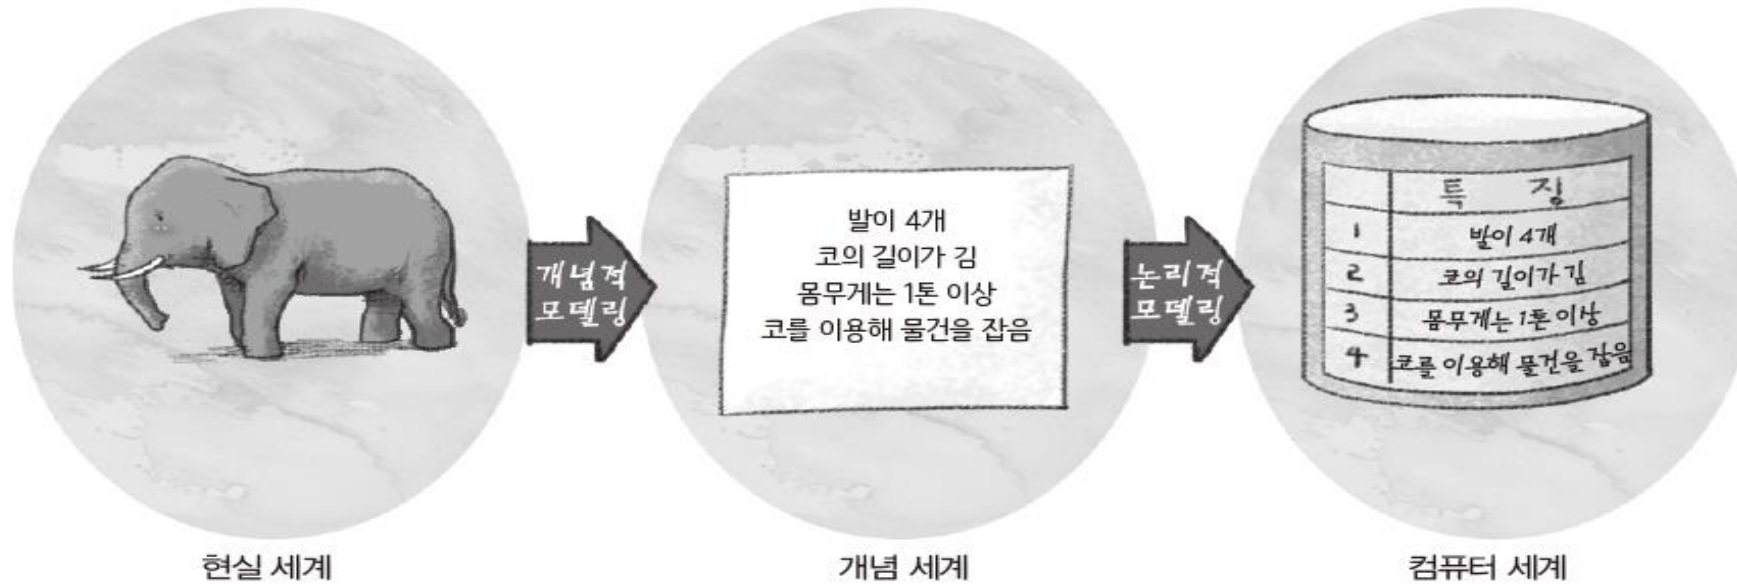 개념적
모델링
발이 4개
코의 길이가 김
몸무게는 1톤 이상
코를 이용해 물건을 잡음
논리적
모델링
특 징
1 발이 4개
2 코의 길이가 김
3 몸무게는 1톤 이상
4 코를 이용해 물건을 잡음
현실 세계
개념 세계
컴퓨터 세계